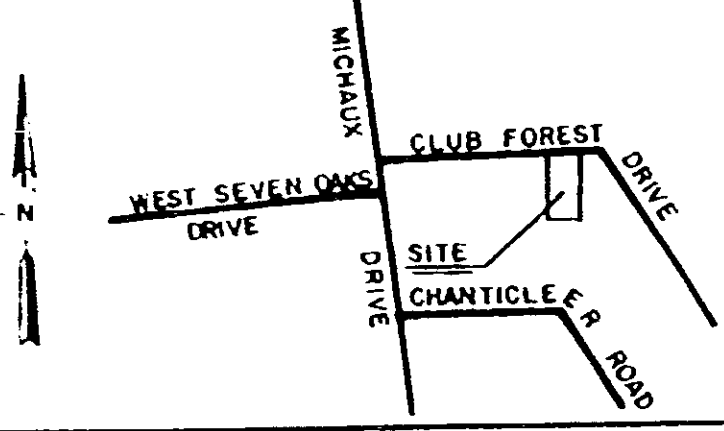 MICHAUX
CLUB FOREST
DRIVE
WEST SEVEN OAKS
DRIVE
N
SITE
DRIVE
CHANTICLEER
ROAD